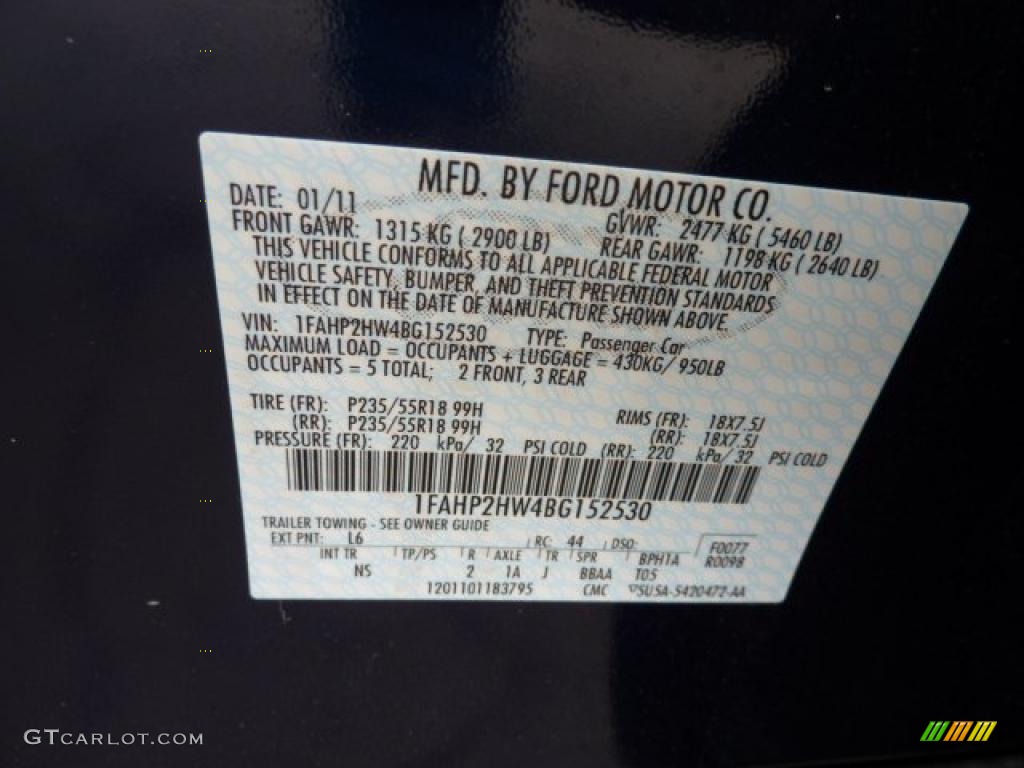 MFD. BY FORD MOTOR CO.
DATE: 01/11 GVWR: 2477 KG ( 5460 LB)
FRONT GAWR: 1315 KG ( 2900 LB) REAR GAWR: 1198 KG ( 2640 LB)
THIS VEHICLE CONFORMS TO ALL APPLICABLE FEDERAL MOTOR
VEHICLE SAFETY, BUMPER, AND THEFT PREVENTION STANDARDS
IN EFFECT ON THE DATE OF MANUFACTURE SHOWN ABOVE.
VIN: 1FAHP2HW4BG152530 TYPE: Passenger Car
MAXIMUM LOAD = OCCUPANTS + LUGGAGE = 430KG/ 950LB
OCCUPANTS = 5 TOTAL; 2 FRONT, 3 REAR
TIRE (FR): P235/55R18 99H RIMS (FR): 18X7.5J
(RR): P235/55R18 99H (RR): 18X7.5J
PRESSURE (FR): 220 kPa/ 32 PSI COLD (RR): 220 kPa/ 32 PSI COLD
1FAHP2HW4BG152530
TRAILER TOWING - SEE OWNER GUIDE
EXT PNT: L6 RC: 44 DSO: F0077
INT TR TP/PS R AXLE TR SPR BPH1A R0098
NS 2 1A J BBAA T05
1201101183795 CMC 5U5A-5420472-AA
GTCARLOT.COM